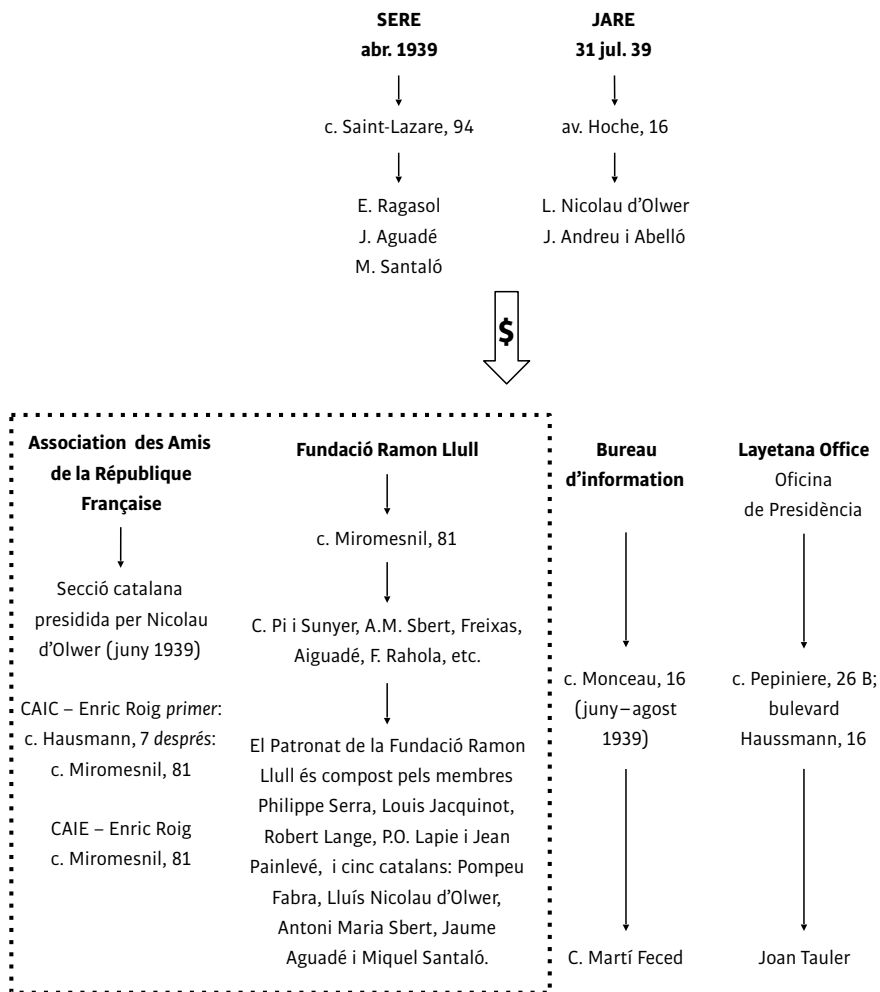 SERE
abr. 1939
c. Saint-Lazare, 94
E. Ragasol
J. Aguadé
M. Santaló
JARE
31 jul. 39
av. Hoche, 16
L. Nicolau d'Olwer
J. Andreu i Abelló
$
Association des Amis
de la République
Française
Secció catalana
presidida per Nicolau
d'Olwer (juny 1939)
CAIC – Enric Roig primer:
c. Hausmann, 7 després:
c. Miromesnil, 81
CAIE – Enric Roig
c. Miromesnil, 81
Fundació Ramon Llull
c. Miromesnil, 81
C. Pi i Sunyer, A.M. Sbert, Freixas,
Aiguadé, F. Rahola, etc.
El Patronat de la Fundació Ramon
Llull és compost pels membres
Philippe Serra, Louis Jacquinot,
Robert Lange, P.O. Lapie i Jean
Painlevé, i cinc catalans: Pompeu
Fabra, Lluís Nicolau d'Olwer,
Antoni Maria Sbert, Jaume
Aguadé i Miquel Santaló.
Bureau
d'information
c. Monceau, 16
(juny–agost
1939)
C. Martí Feced
Layetana Office
Oficina
de Presidència
c. Pepiniere, 26 B;
bulevard
Haussmann, 16
Joan Tauler